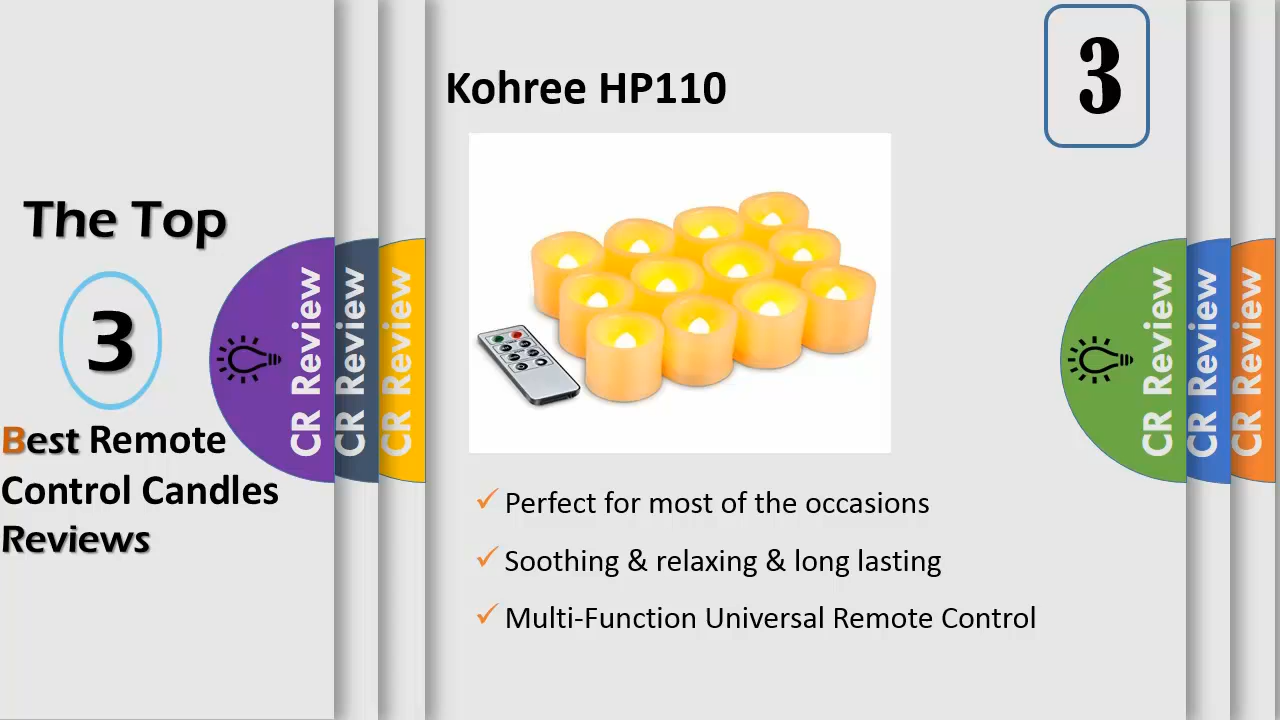 The Top
3
Best Remote
Control Candles
Reviews
CR Review
CR Review
CR Review
Kohree HP110
3
Perfect for most of the occasions
Soothing & relaxing & long lasting
Multi-Function Universal Remote Control
CR Review
CR Review
CR Review